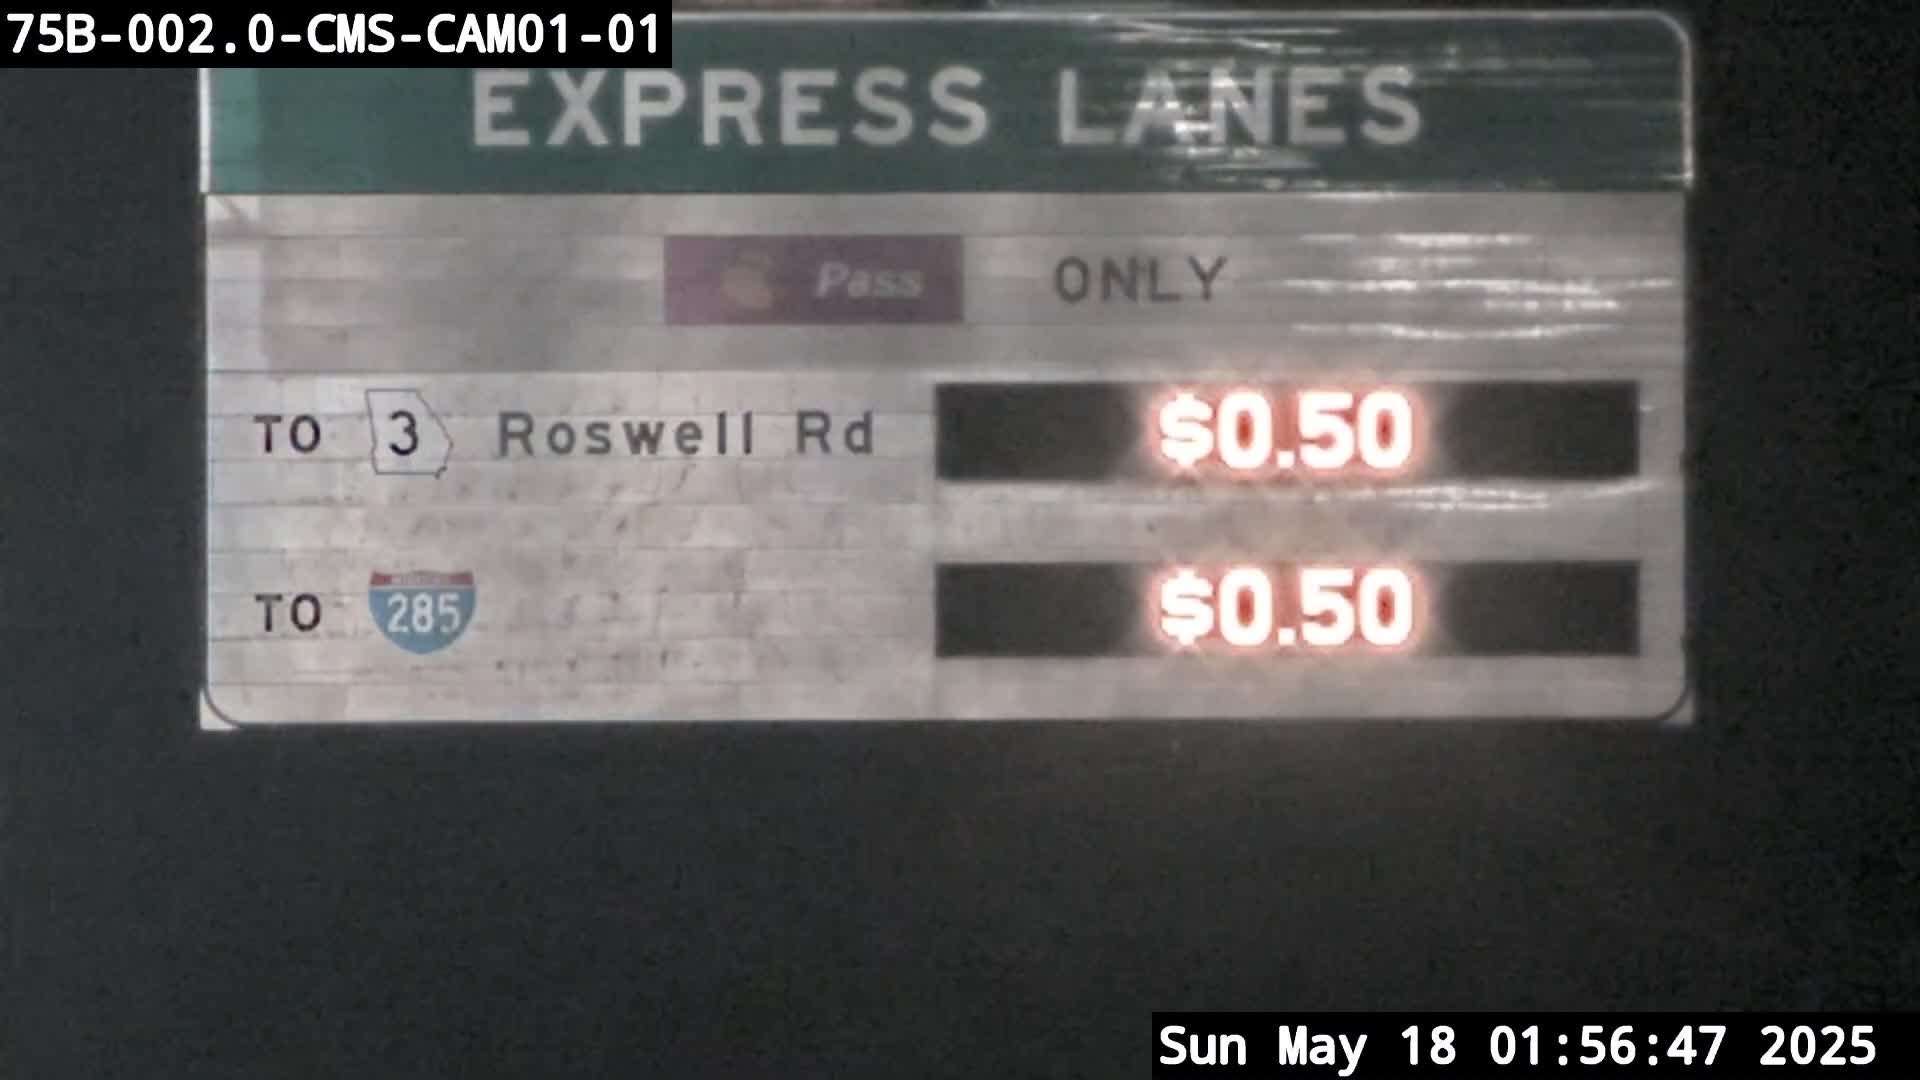 75B-002.0-CMS-CAM01-01
EXPRESS LANES
Pass ONLY
TO 3 Roswell Rd $0.50
TO 285 $0.50
Sun May 18 01:56:47 2025